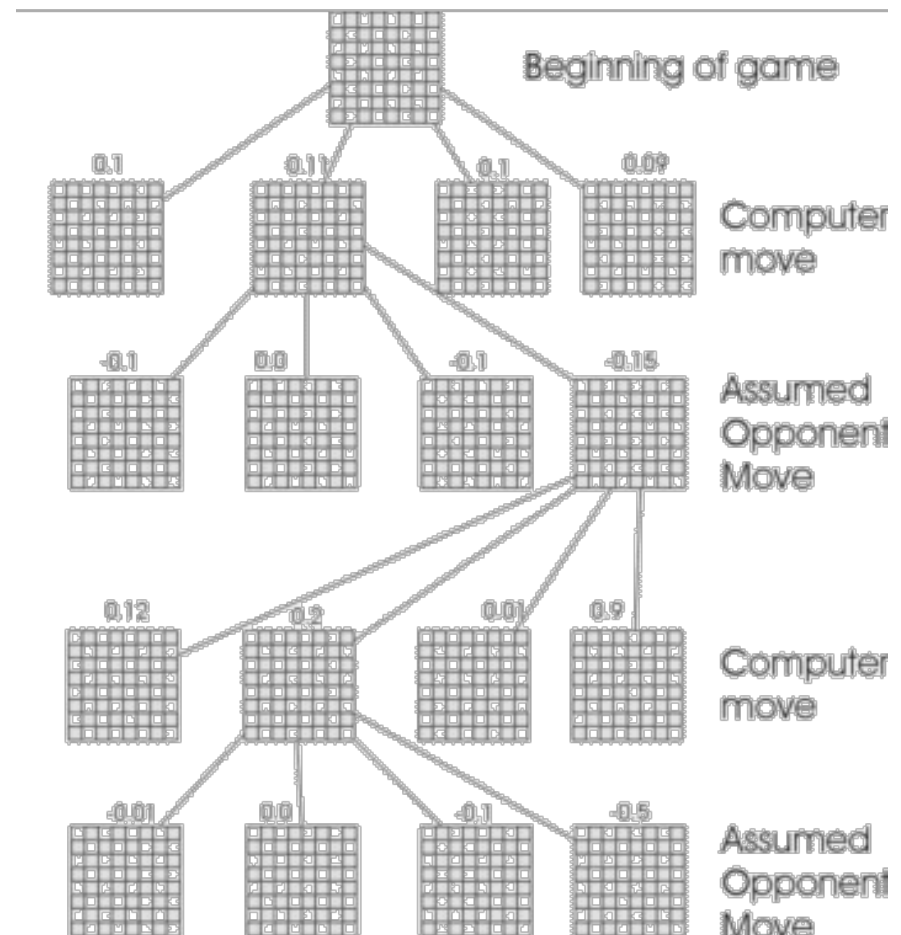 Beginning of game
0.1 0.11 0.1 0.09
Computer
move
-0.1 0.0 -0.1 -0.15
Assumed
Opponent
Move
0.12 0.2 0.01 0.9
Computer
move
-0.01 0.0 -0.1 -0.5
Assumed
Opponent
Move